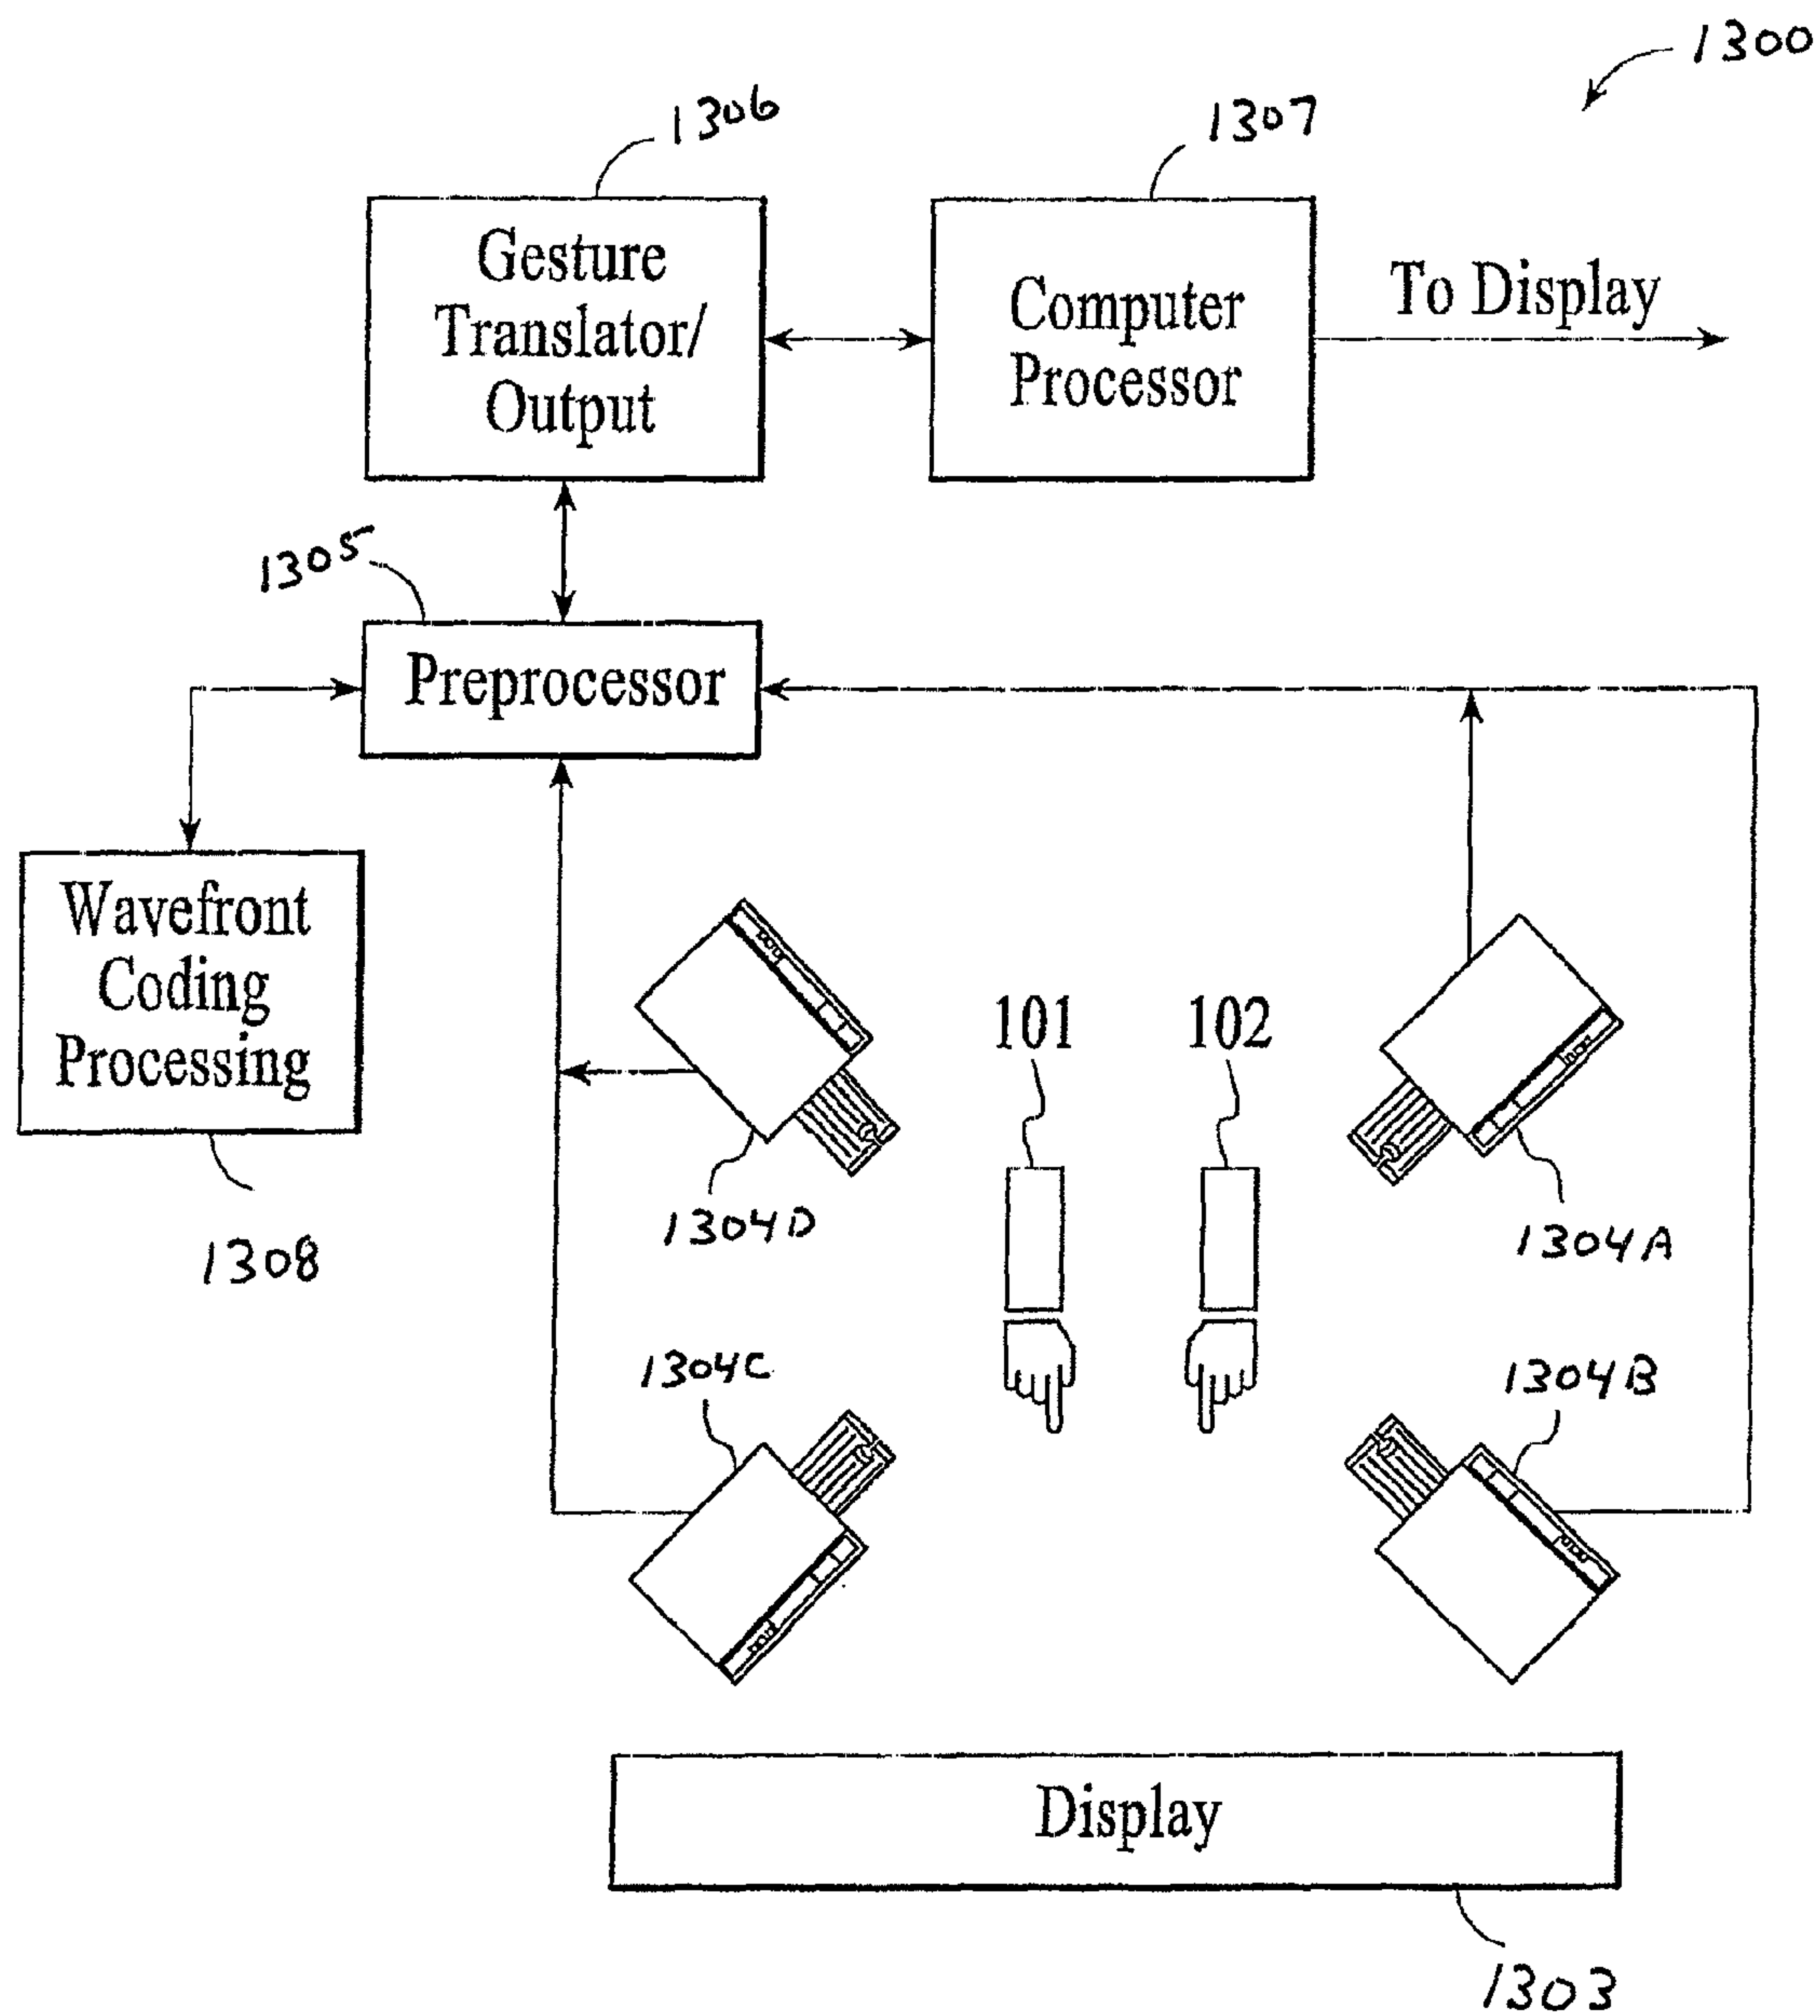 1300
1306
1307
Gesture
Translator/
Output
Computer
Processor
To Display
1305
Preprocessor
Wavefront
Coding
Processing
101
102
1304D
1304A
1308
1304C
1304B
Display
1303